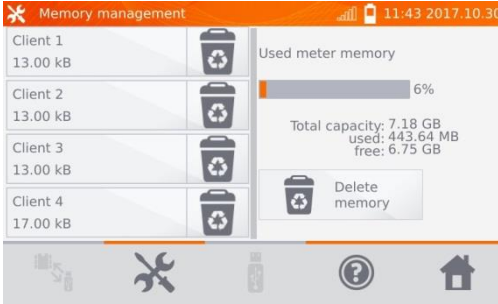 Memory management
11:43 2017.10.30
Client 1
13.00 kB
Client 2
13.00 kB
Client 3
13.00 kB
Client 4
17.00 kB
Used meter memory
6%
Total capacity: 7.18 GB
used: 443.64 MB
free: 6.75 GB
Delete
memory